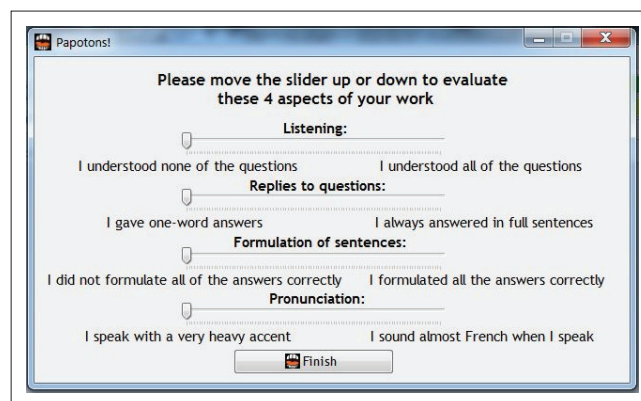 Papotons!
Please move the slider up or down to evaluate
these 4 aspects of your work
Listening:
I understood none of the questions I understood all of the questions
Replies to questions:
I gave one-word answers I always answered in full sentences
Formulation of sentences:
I did not formulate all of the answers correctly I formulated all the answers correctly
Pronunciation:
I speak with a very heavy accent I sound almost French when I speak
Finish